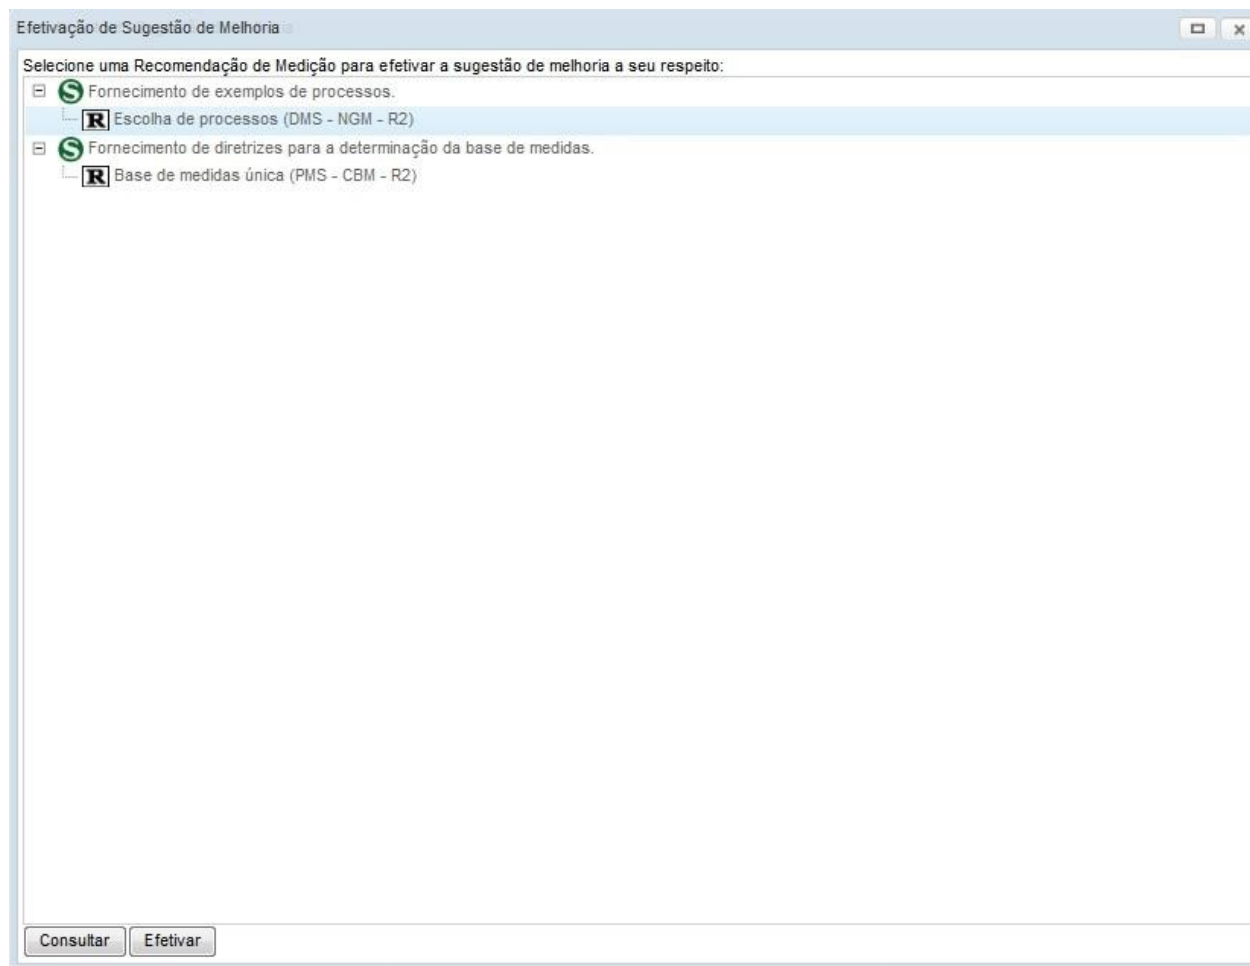 Efetivação de Sugestão de Melhoria
Selecione uma Recomendação de Medição para efetivar a sugestão de melhoria a seu respeito:
S Fornecimento de exemplos de processos.
R Escolha de processos (DMS - NGM - R2)
S Fornecimento de diretrizes para a determinação da base de medidas.
R Base de medidas única (PMS - CBM - R2)
Consultar Efetivar